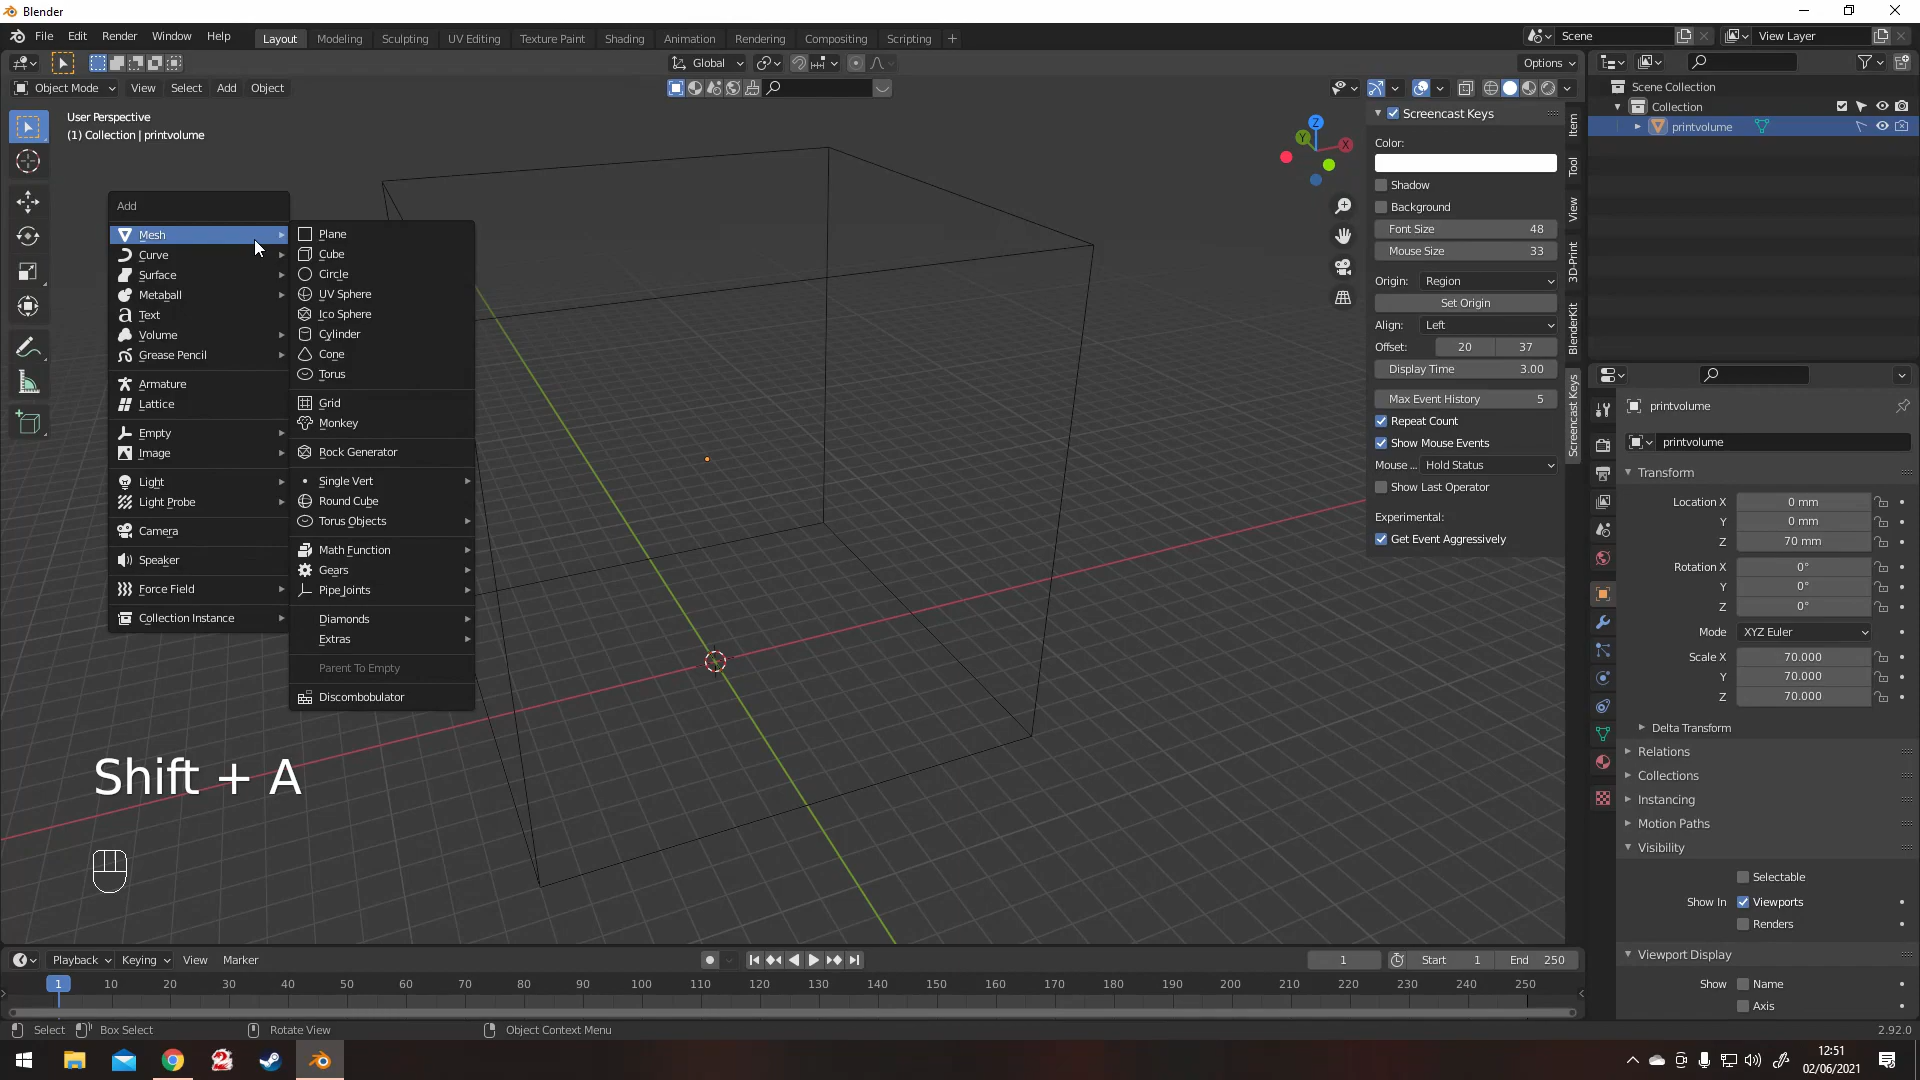 Blender
File Edit Render Window Help
Layout Modeling Sculpting UV Editing Texture Paint Shading Animation Rendering Compositing Scripting +
Scene
View Layer
Global
Options
Object Mode View Select Add Object
User Perspective
(1) Collection | printvolume
Add
Mesh
Curve
Surface
Metaball
Text
Volume
Grease Pencil
Armature
Lattice
Empty
Image
Light
Light Probe
Camera
Speaker
Force Field
Collection Instance
Plane
Cube
Circle
UV Sphere
Ico Sphere
Cylinder
Cone
Torus
Grid
Monkey
Rock Generator
Single Vert
Round Cube
Torus Objects
Math Function
Gears
Pipe Joints
Diamonds
Extras
Parent To Empty
Discombobulator
Shift + A
Z
Y
X
Screencast Keys
Color:
Shadow
Background
Font Size 48
Mouse Size 33
Origin: Region
Set Origin
Align: Left
Offset: 20 37
Display Time 3.00
Max Event History 5
Repeat Count
Show Mouse Events
Mouse ... Hold Status
Show Last Operator
Experimental:
Get Event Aggressively
Item
Tool
View
3D-Print
BlenderKit
Screencast Keys
Scene Collection
Collection
printvolume
printvolume
printvolume
Transform
Location X 0 mm
Y 0 mm
Z 70 mm
Rotation X 0°
Y 0°
Z 0°
Mode XYZ Euler
Scale X 70.000
Y 70.000
Z 70.000
Delta Transform
Relations
Collections
Instancing
Motion Paths
Visibility
Selectable
Show In Viewports
Renders
Viewport Display
Show Name
Axis
Playback Keying View Marker
1 Start 1 End 250
1 10 20 30 40 50 60 70 80 90 100 110 120 130 140 150 160 170 180 190 200 210 220 230 240 250
Select Box Select Rotate View Object Context Menu 2.92.0
12:51
02/06/2021